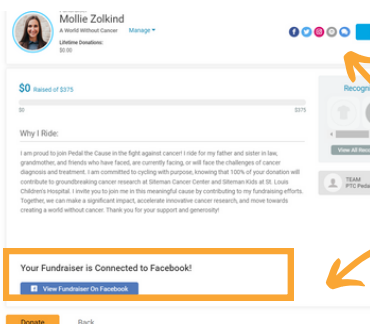 Mollie Zolkind
A World Without Cancer Manage
Lifetime Donations:
$0.00
$0 Raised of $375
$0 $375
Recogni
Why I Ride:
I am proud to join Pedal the Cause in the fight against cancer! I ride for my father and sister in law,
grandmother, and friends who have faced, are currently facing, or will face the challenges of cancer
diagnosis and treatment. I am committed to cycling with purpose, knowing that 100% of your donation will
contribute to groundbreaking cancer research at Siteman Cancer Center and Siteman Kids at St. Louis
Children's Hospital. I invite you to join me in this meaningful cause by contributing to my fundraising efforts.
Together, we can make a significant impact, accelerate innovative cancer research, and move towards
creating a world without cancer. Thank you for your support and generosity!
View All Reco
TEAM
PTC Peda
Your Fundraiser is Connected to Facebook!
View Fundraiser On Facebook
Donate Back